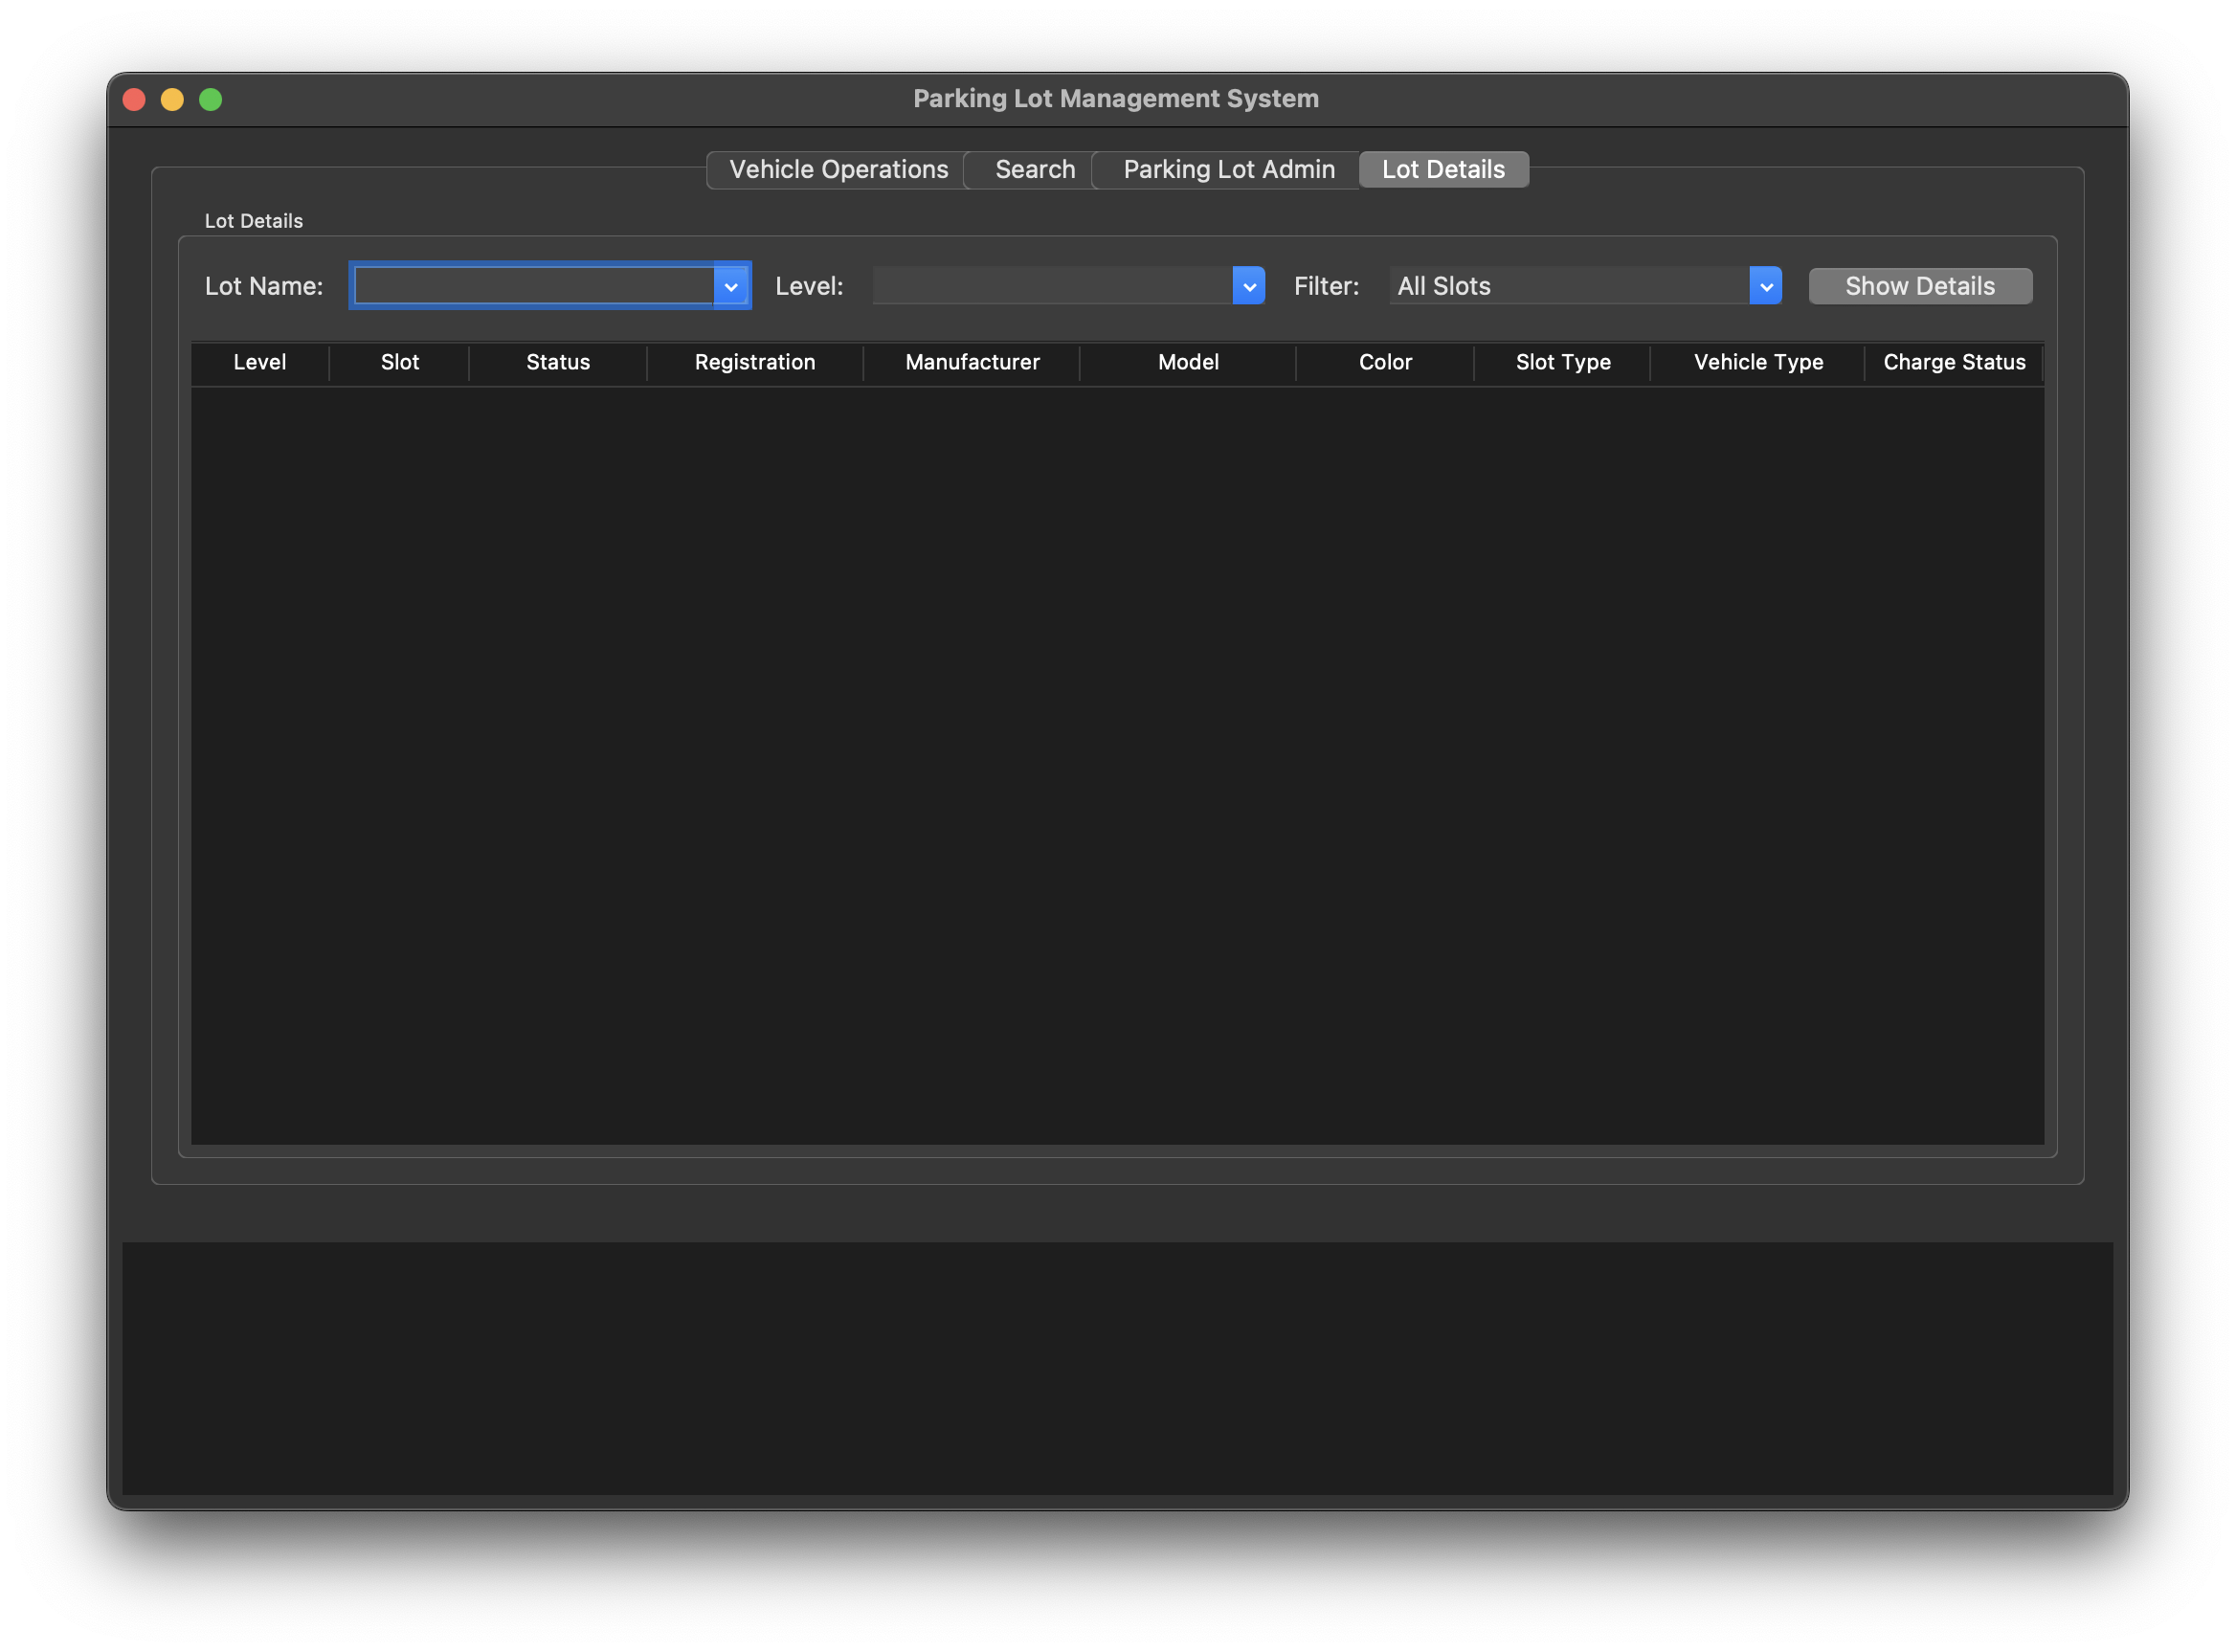 Parking Lot Management System
Vehicle Operations Search Parking Lot Admin Lot Details
Lot Details
Lot Name: Level: Filter: All Slots Show Details
Level Slot Status Registration Manufacturer Model Color Slot Type Vehicle Type Charge Status